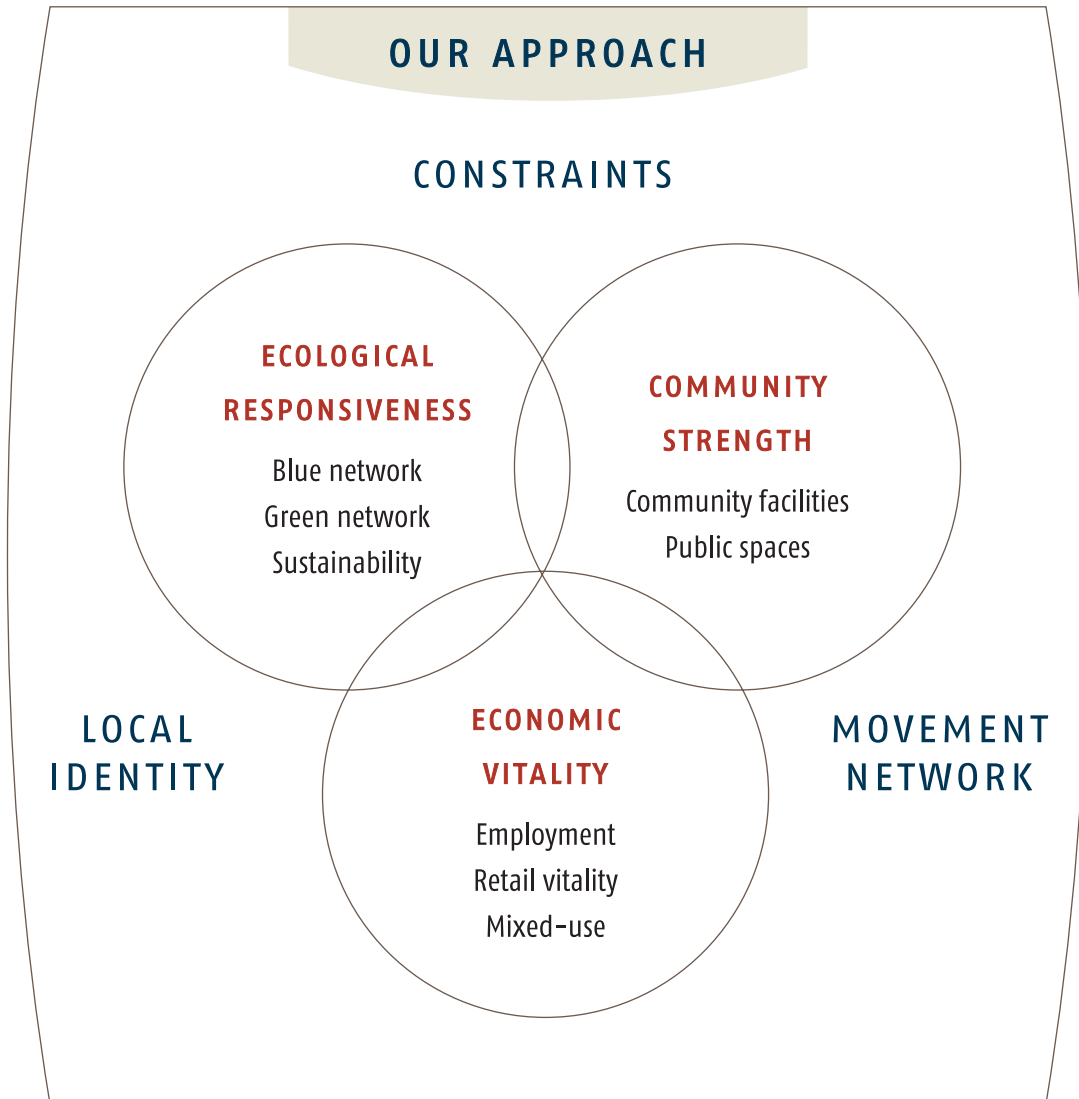 OUR APPROACH
CONSTRAINTS
ECOLOGICAL
RESPONSIVENESS
Blue network
Green network
Sustainability
COMMUNITY
STRENGTH
Community facilities
Public spaces
LOCAL
IDENTITY
ECONOMIC
VITALITY
Employment
Retail vitality
Mixed-use
MOVEMENT
NETWORK